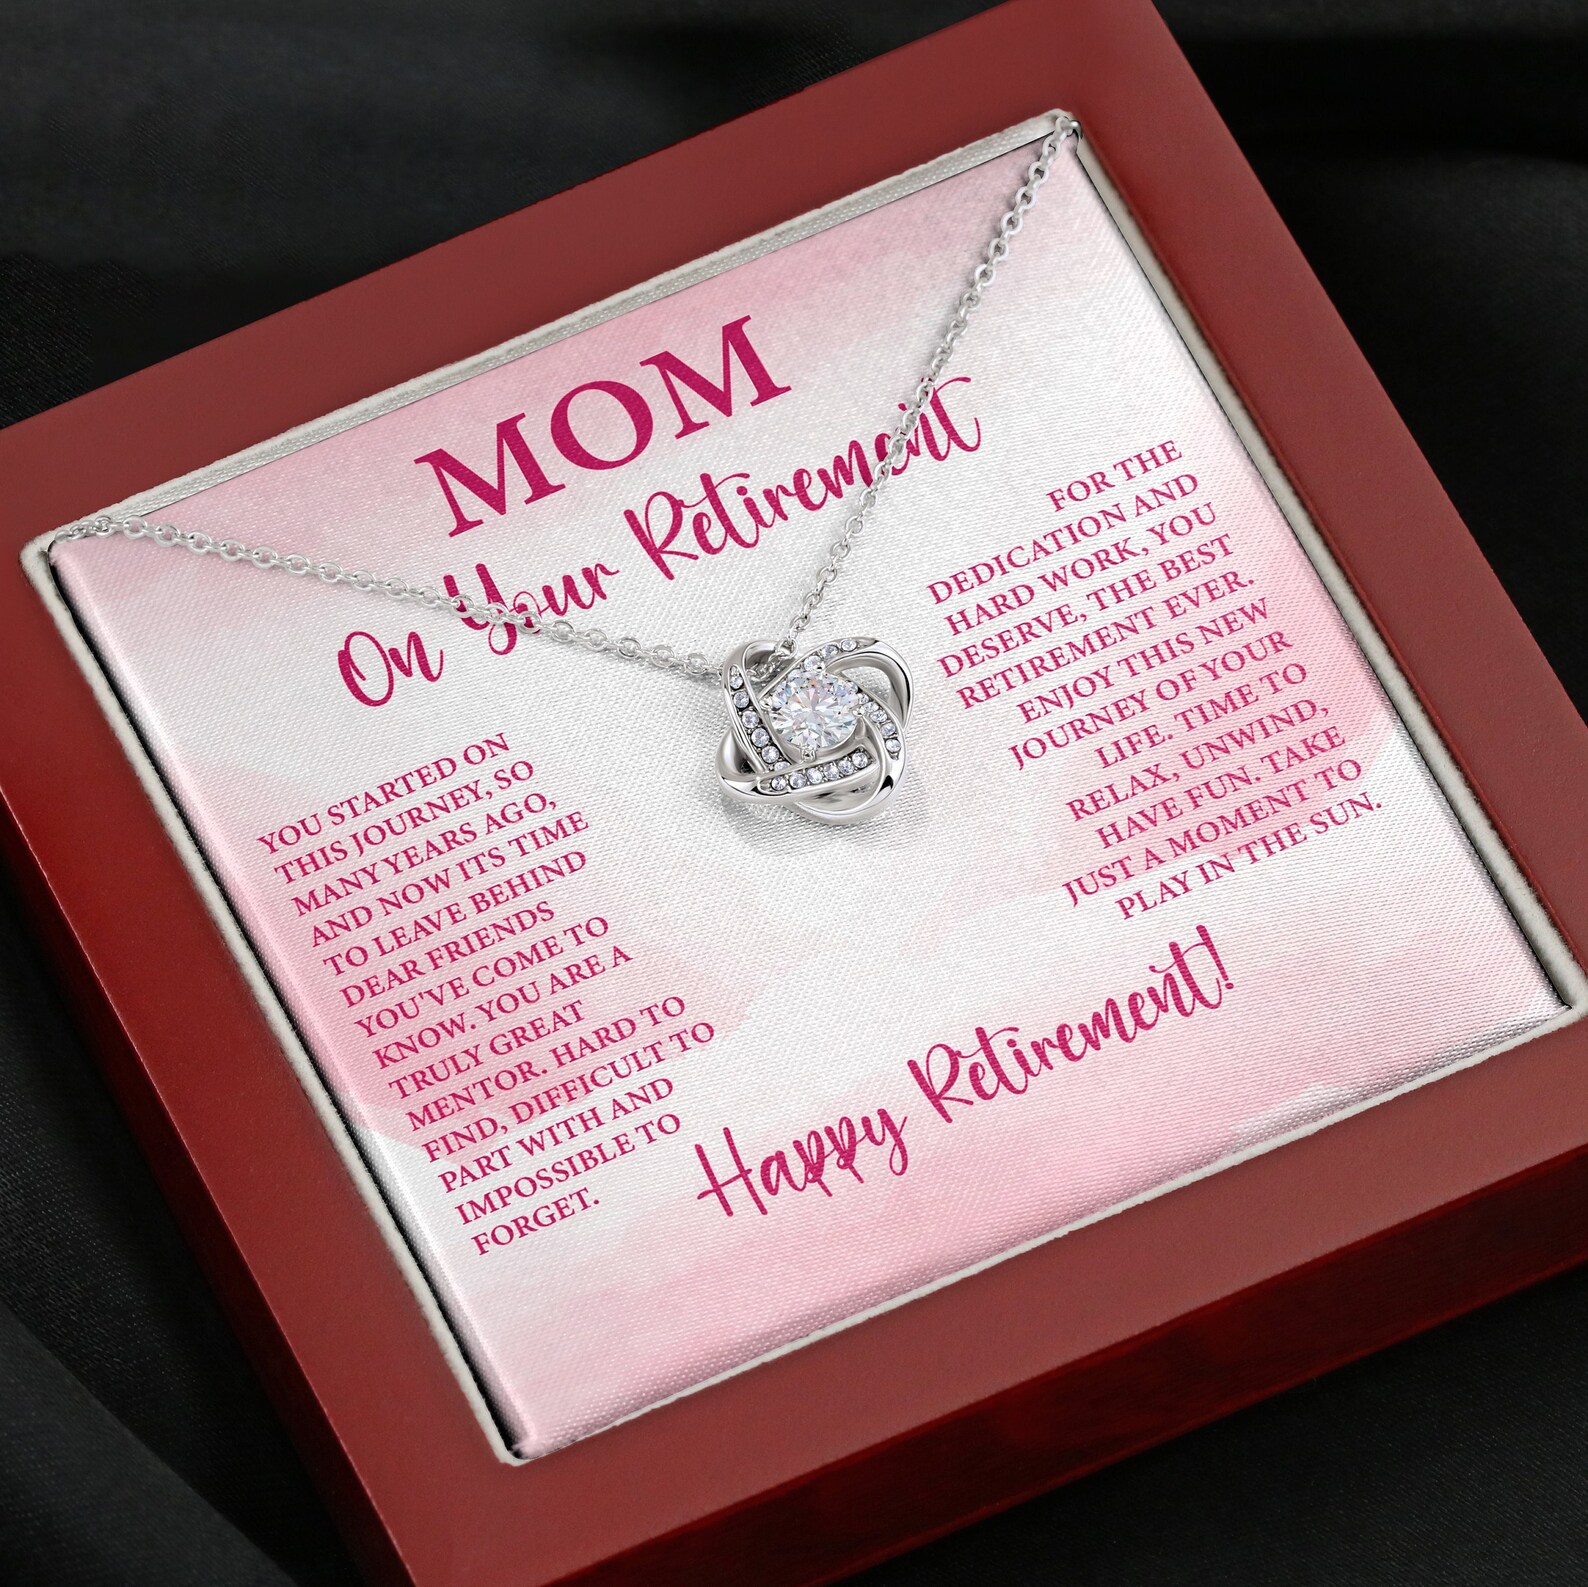 MOM
On Your Retirement
YOU STARTED ON
THIS JOURNEY, SO
MANY YEARS AGO,
AND NOW ITS TIME
TO LEAVE BEHIND
DEAR FRIENDS
YOU'VE COME TO
KNOW. YOU ARE A
TRULY GREAT
MENTOR. HARD TO
FIND, DIFFICULT TO
PART WITH AND
IMPOSSIBLE TO
FORGET.
FOR THE
DEDICATION AND
HARD WORK, YOU
DESERVE, THE BEST
RETIREMENT EVER.
ENJOY THIS NEW
JOURNEY OF YOUR
LIFE. TIME TO
RELAX, UNWIND,
HAVE FUN. TAKE
JUST A MOMENT TO
PLAY IN THE SUN.
Happy Retirement!